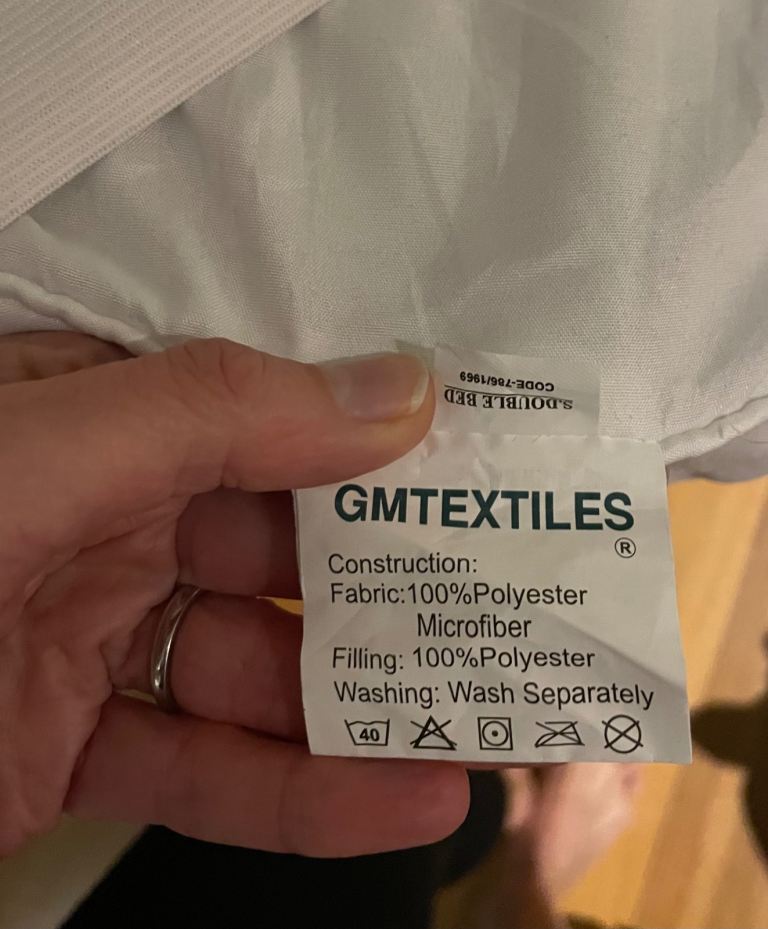 S.DOUBLE BED
CODE-786/1969
GMTEXTILES
®
Construction:
Fabric:100%Polyester
Microfiber
Filling: 100%Polyester
Washing: Wash Separately
40